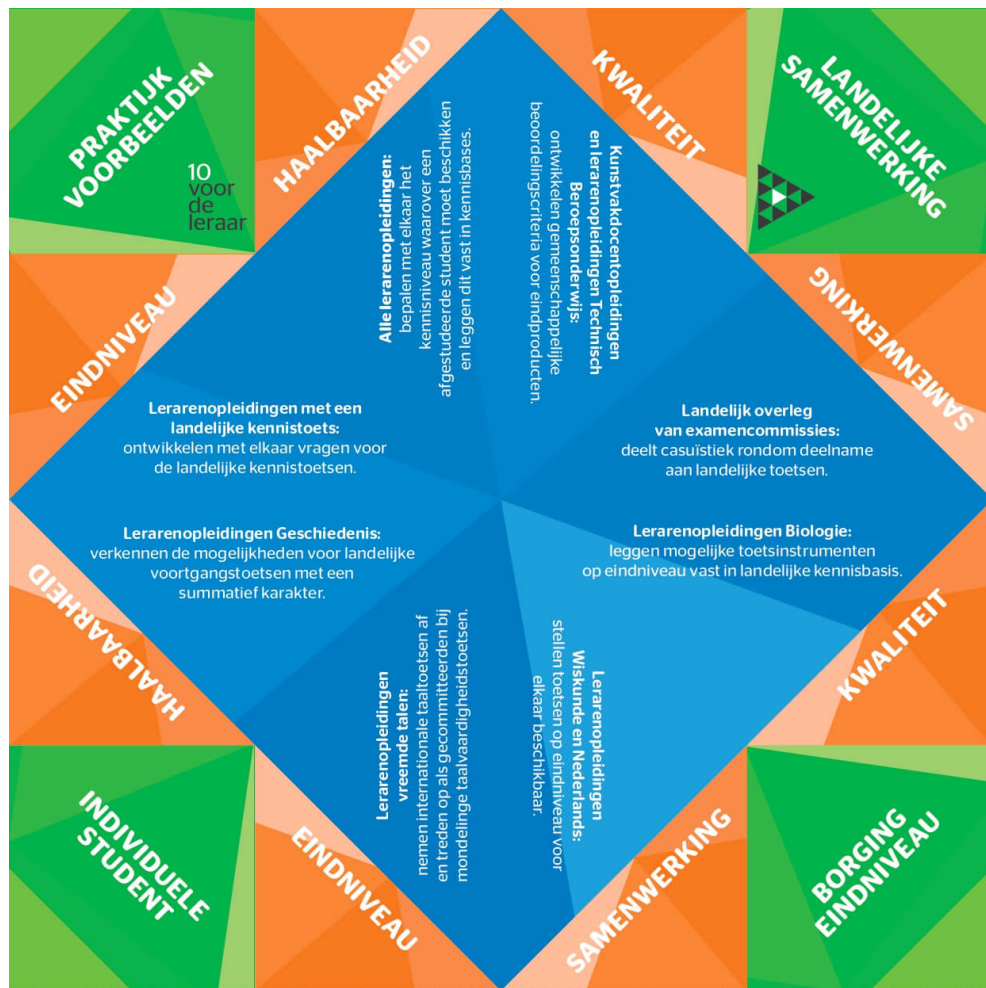 PRAKTIJK
VOORBEELDEN
10
voor
de
leraar
HAALBAARHEID
KWALITEIT
LANDELIJKE
SAMENWERKING
EINDNIVEAU
Alle lerarenopleidingen:
bepalen met elkaar het
kennisniveau waarover een
afgestudeerde student moet beschikken
en leggen dit vast in kennisbases.
Kunstvakdocentopleidingen
en lerarenopleidingen Technisch
Beroepsonderwijs:
ontwikkelen gemeenschappelijke
beoordelingscriteria voor eindproducten.
SAMENWERKING
Lerarenopleidingen met een
landelijke kennistoets:
ontwikkelen met elkaar vragen voor
de landelijke kennistoetsen.
Landelijk overleg
van examencommissies:
deelt casuïstiek rondom deelname
aan landelijke toetsen.
Lerarenopleidingen Geschiedenis:
verkennen de mogelijkheden voor landelijke
voortgangstoetsen met een
summatief karakter.
Lerarenopleidingen Biologie:
leggen mogelijke toetsinstrumenten
op eindniveau vast in landelijke kennisbasis.
HAALBAARHEID
Lerarenopleidingen
vreemde talen:
nemen internationale taaltoetsen af
en treden op als gecommitteerden bij
mondelinge taalvaardigheidstoetsen.
Lerarenopleidingen
Wiskunde en Nederlands:
stellen toetsen op eindniveau voor
elkaar beschikbaar.
KWALITEIT
INDIVIDUELE
STUDENT
EINDNIVEAU
SAMENWERKING
BORGING
EINDNIVEAU